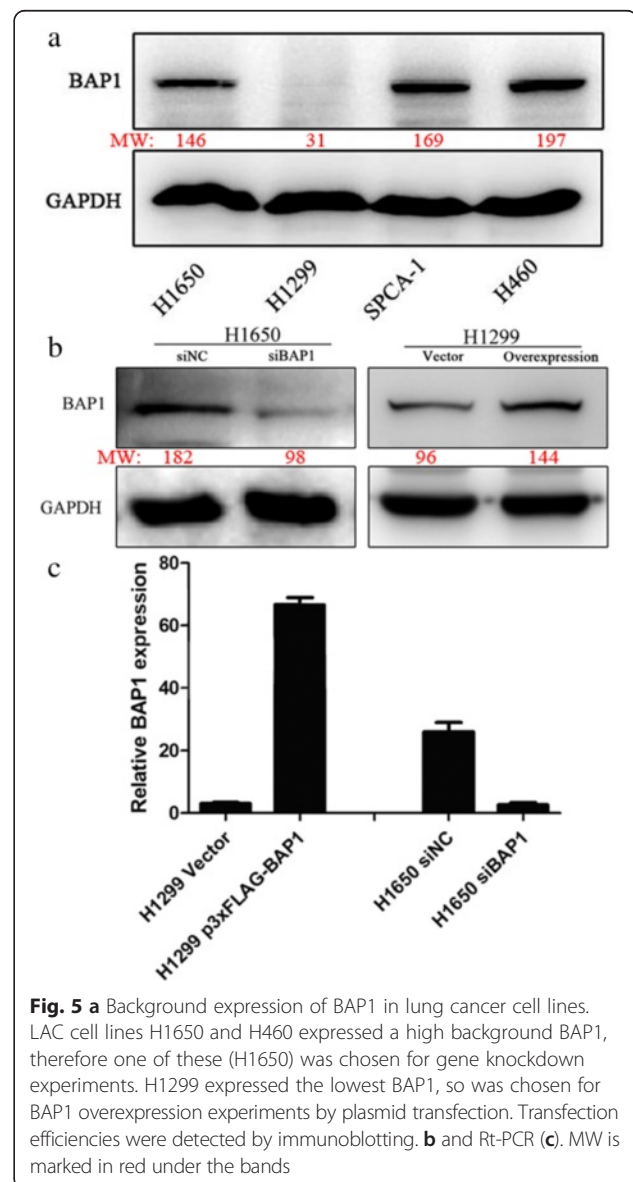 a
BAP1
MW: 146 31 169 197
GAPDH
H1650 H1299 SPCA-1 H460
b
H1650 H1299
siNC siBAP1 Vector Overexpression
BAP1
MW: 182 98 96 144
GAPDH
c
Relative BAP1 expression
80
60
40
20
0
H1299 Vector
H1299 p3xFLAG-BAP1
H1650 siNC
H1650 siBAP1
Fig. 5 a Background expression of BAP1 in lung cancer cell lines.
LAC cell lines H1650 and H460 expressed a high background BAP1,
therefore one of these (H1650) was chosen for gene knockdown
experiments. H1299 expressed the lowest BAP1, so was chosen for
BAP1 overexpression experiments by plasmid transfection. Transfection
efficiencies were detected by immunoblotting. b and Rt-PCR (c). MW is
marked in red under the bands